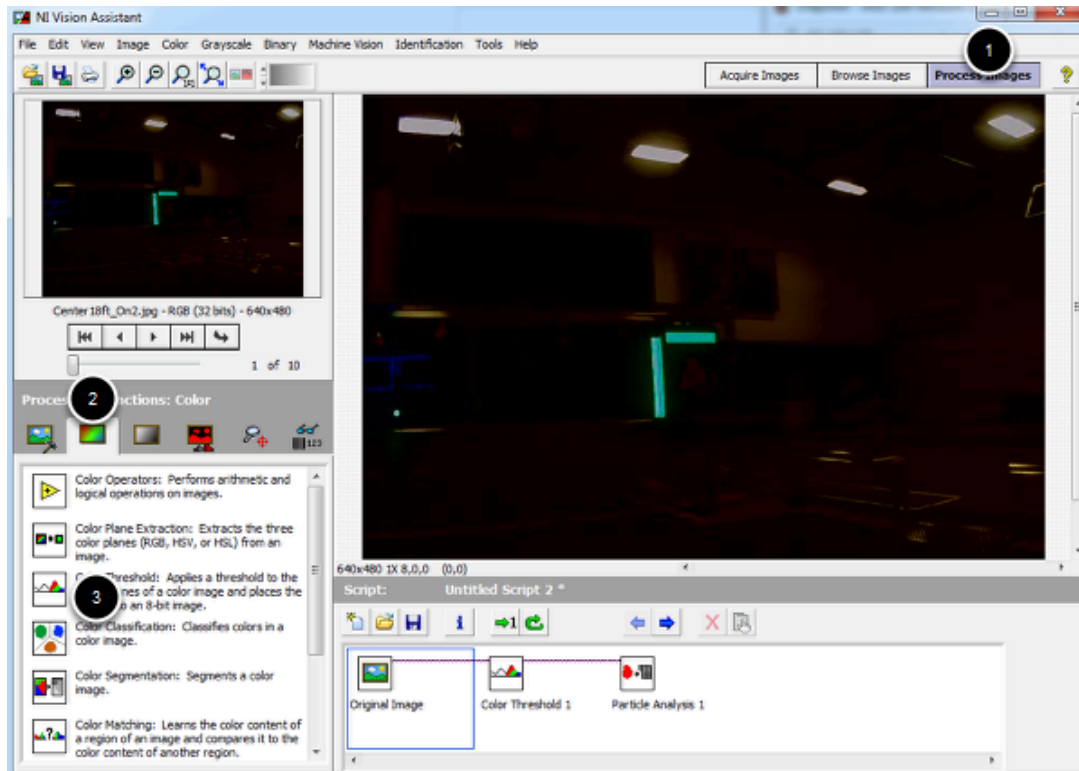 NI Vision Assistant
File Edit View Image Color Grayscale Binary Machine Vision Identification Tools Help
1
Acquire Images Browse Images Process Images
Center18ft_On2.jpg - RGB (32 bits) - 640x480
1 of 10
2
Proces nctions: Color
123
Color Operators: Performs arithmetic and
logical operations on images.
Color Plane Extraction: Extracts the three
color planes (RGB, HSV, or HSL) from an
image.
Threshold: Applies a threshold to the
nes of a color image and places the
3
o an 8-bit image.
Color Classification: Classifies colors in a
color image.
Color Segmentation: Segments a color
image.
Color Matching: Learns the color content of
a region of an image and compares it to the
color content of another region.
640x480 1X 8,0,0 (0,0)
Script: Untitled Script 2 *
1
Original Image Color Threshold 1 Particle Analysis 1